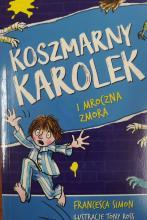 KOSZMARNY
KAROLEK
I MROCZNA
ZMORA
FRANCESCA SIMON
ILUSTRACJE TONY ROSS